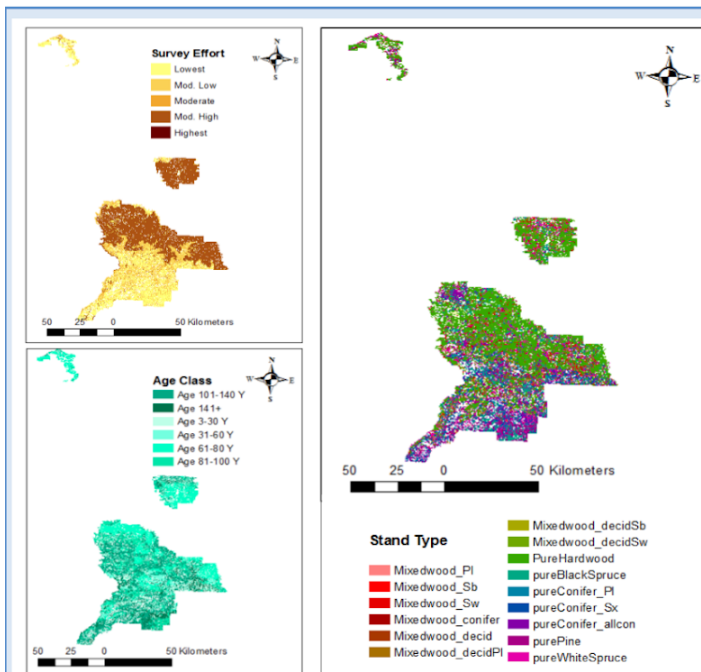 Survey Effort
Lowest
Mod. Low
Moderate
Mod. High
Highest
N
W E
S
50 25 0 50 Kilometers
Age Class
Age 101-140 Y
Age 141+
Age 3-30 Y
Age 31-60 Y
Age 61-80 Y
Age 81-100 Y
N
W E
S
50 25 0 50 Kilometers
N
W E
S
50 25 0 50 Kilometers
Stand Type
Mixedwood_Pl
Mixedwood_Sb
Mixedwood_Sw
Mixedwood_conifer
Mixedwood_decid
Mixedwood_decidPl
Mixedwood_decidSb
Mixedwood_decidSw
PureHardwood
pureBlackSpruce
pureConifer_Pl
pureConifer_Sx
pureConifer_allcon
purePine
pureWhiteSpruce